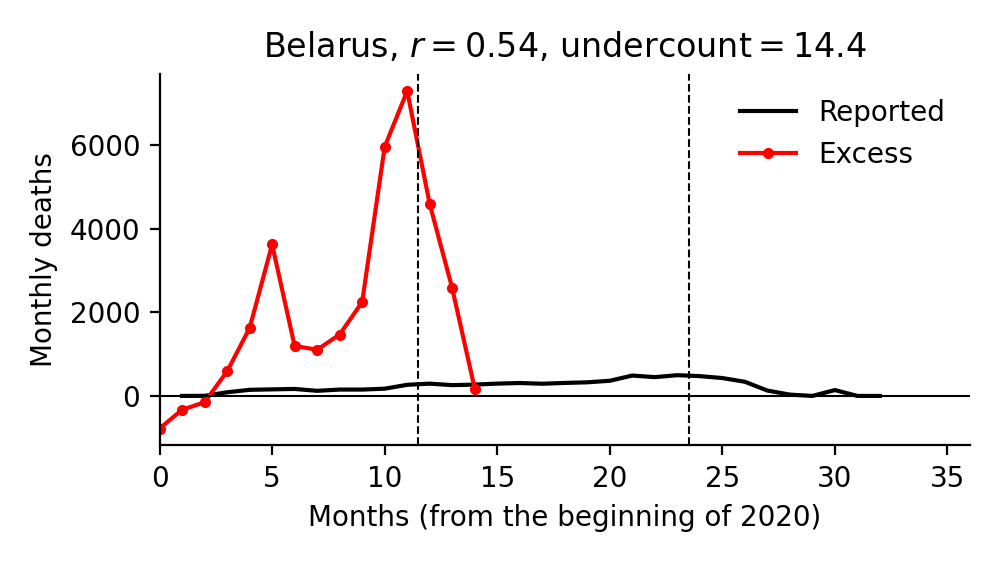 Belarus, r = 0.54, undercount = 14.4
Reported
Excess
Monthly deaths
6000
4000
2000
0
0 5 10 15 20 25 30 35
Months (from the beginning of 2020)